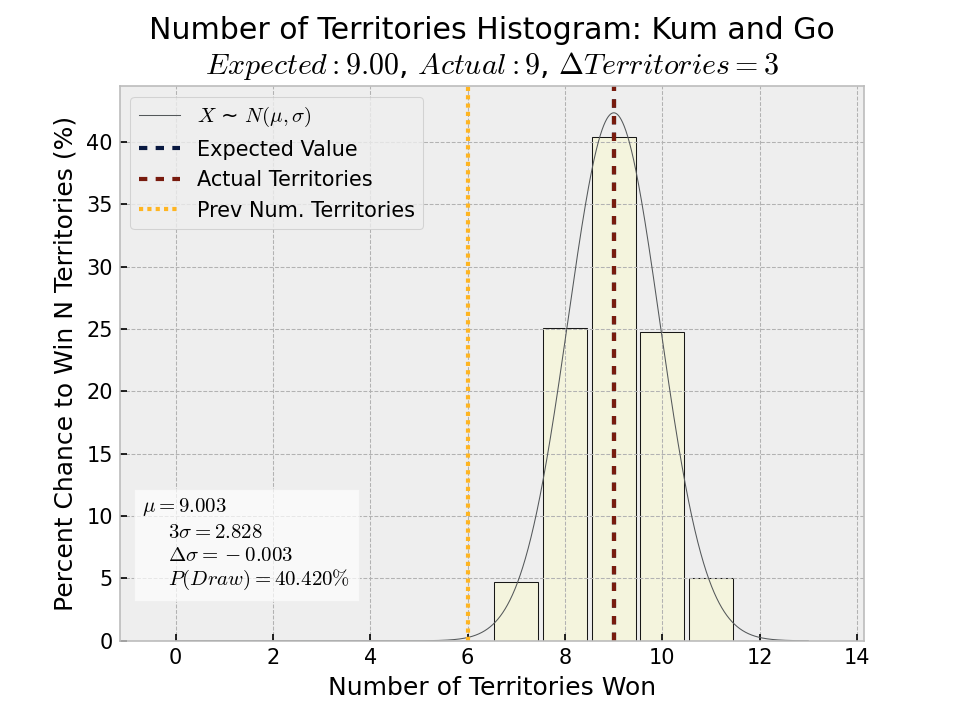 Number of Territories Histogram: Kum and Go
Expected : 9.00, Actual : 9, ΔTerritories = 3
X ∼ N(μ, σ)
Expected Value
Actual Territories
Prev Num. Territories
Percent Chance to Win N Territories (%)
40
35
30
25
20
15
10
5
0
μ = 9.003
3σ = 2.828
Δσ = − 0.003
P(Draw) = 40.420%
0 2 4 6 8 10 12 14
Number of Territories Won